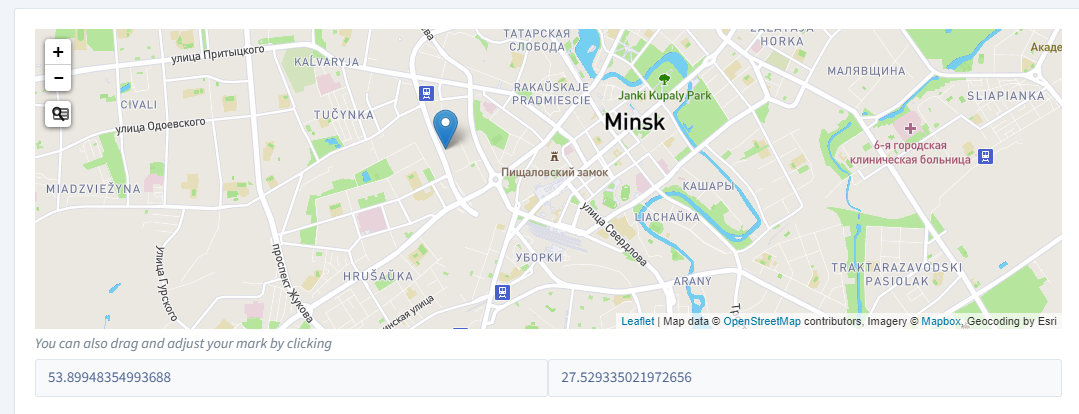 +
−
ТАТАРСКАЯ
СЛОБОДА
ZALATAJA
HORKA
улица Притыцкого
KALVARYJA
МАЛЯВЩИНА
CIVALI
TUČYNKA
RAKAŬSKAJE
PRADMIESCIE
Janki Kupały Park
SLIAPIANKA
улица Одоевского
Minsk
6-я городская
клиническая больница
Пищаловский замок
MIADZVIEŽYNA
КАШАРЫ
LIACHAŬKA
улица Свердлова
улица Гурского
проспект Жукова
УБОРКИ
HRUŠAŬKA
ARANY
TRAKTARAZAVODSKI
PASIOLAK
Leaflet | Map data © OpenStreetMap contributors, Imagery © Mapbox, Geocoding by Esri
You can also drag and adjust your mark by clicking
53.89948354993688
27.529335021972656